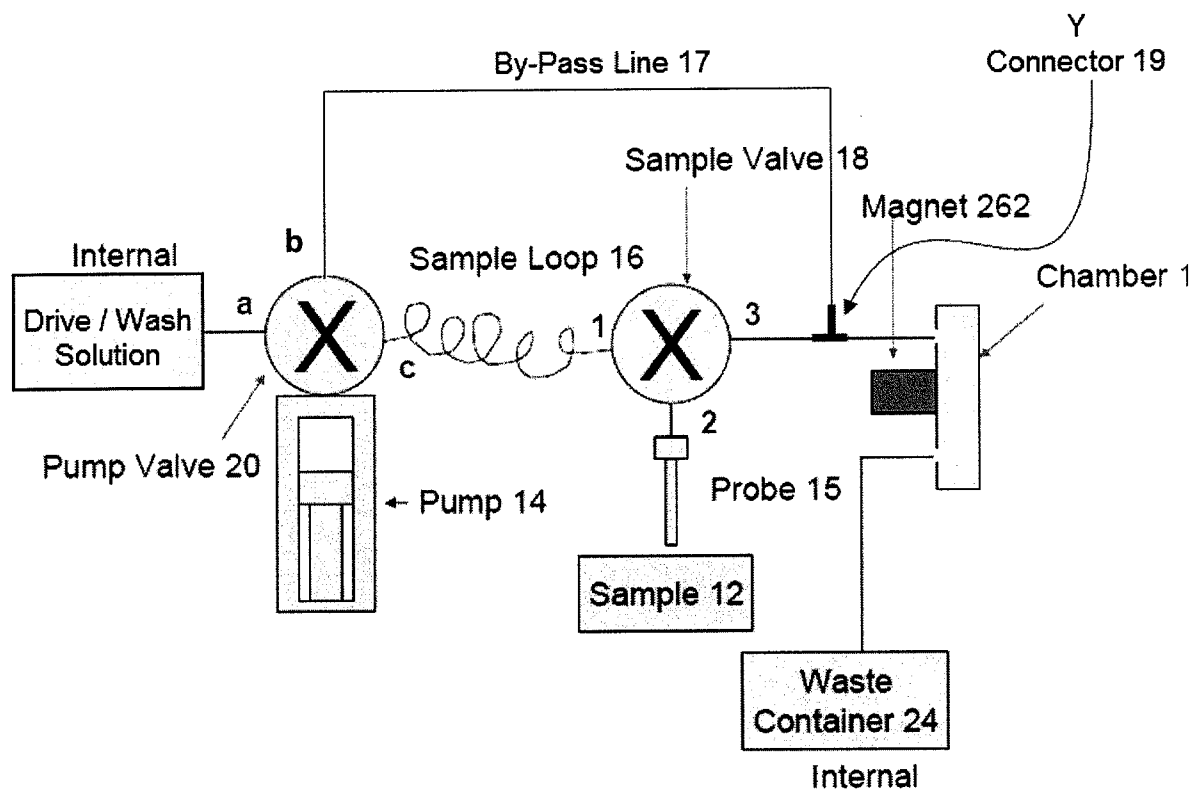 Y
Connector 19
By-Pass Line 17
Sample Valve 18
Magnet 262
Internal
b
Sample Loop 16
Chamber 1
Drive / Wash
Solution
a
X
c
1
X
3
2
Pump Valve 20
Pump 14
Probe 15
Sample 12
Waste
Container 24
Internal